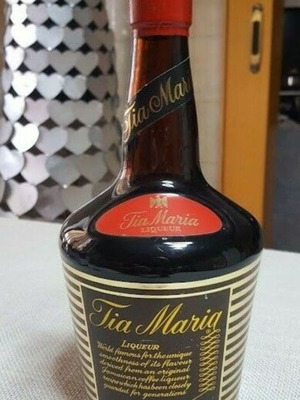 Tia Mar
Tia Maria
LIQUEUR
Tia Maria
LIQUEUR
World famous for the unique
smoothness of its flavour
derived from an original
Jamaican coffee liqueur
recipe which has been closely
guarded for generations